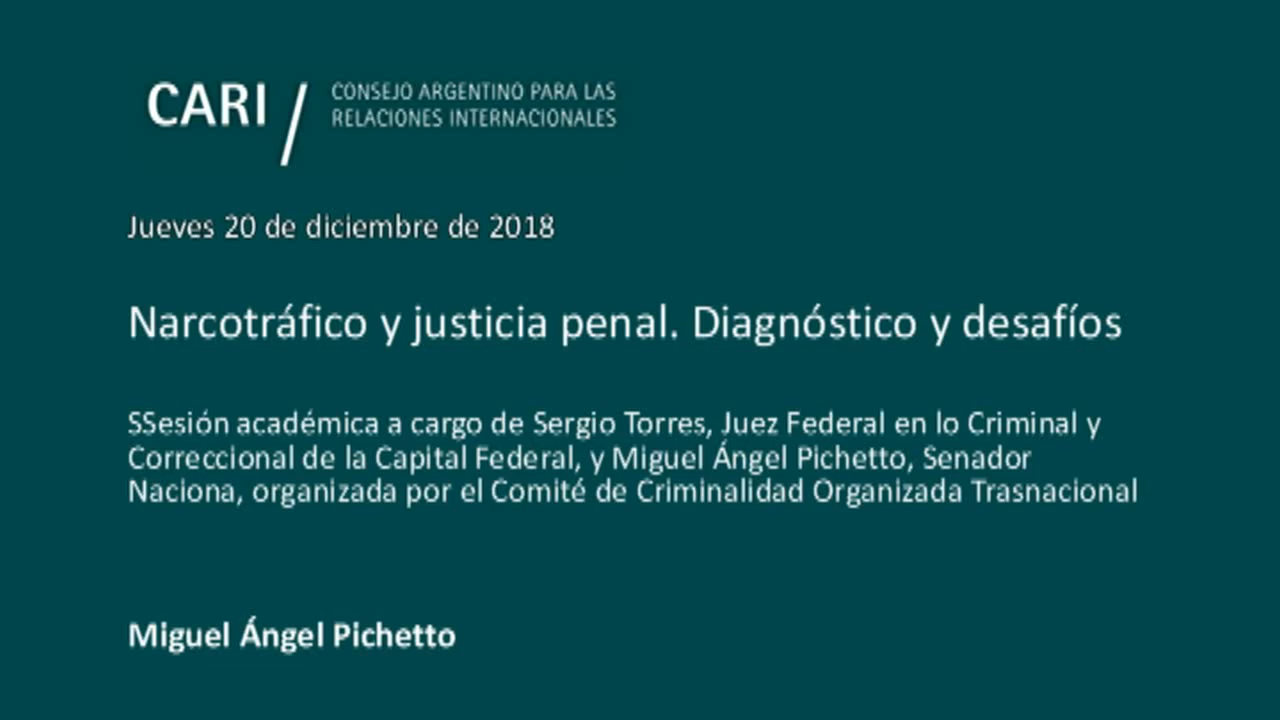 CARI / CONSEJO ARGENTINO PARA LAS
RELACIONES INTERNACIONALES
Jueves 20 de diciembre de 2018
Narcotráfico y justicia penal. Diagnóstico y desafíos
SSesión académica a cargo de Sergio Torres, Juez Federal en lo Criminal y
Correccional de la Capital Federal, y Miguel Ángel Pichetto, Senador
Naciona, organizada por el Comité de Criminalidad Organizada Trasnacional
Miguel Ángel Pichetto